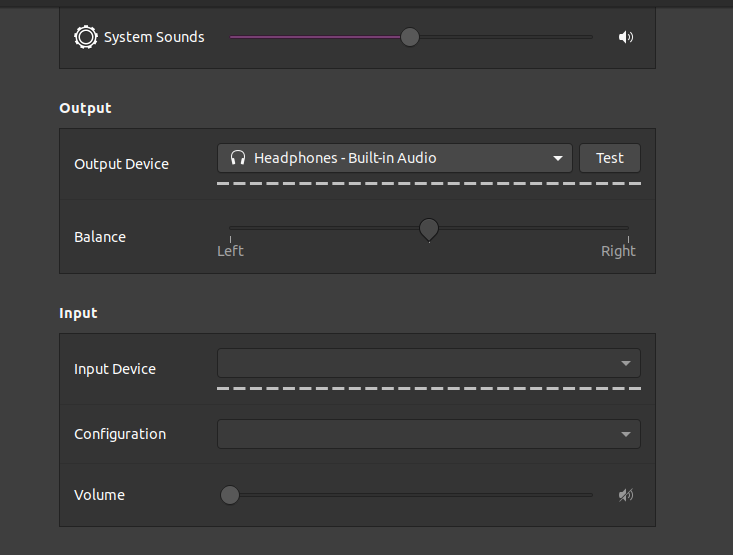 System Sounds
Output
Output Device
Headphones - Built-in Audio
Test
Balance
Left
Right
Input
Input Device
Configuration
Volume